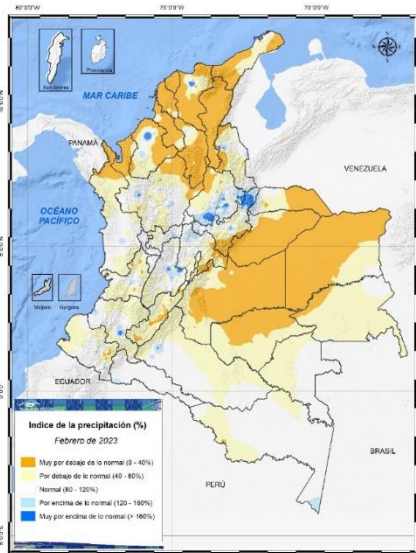 80°0'0"W 75°0'0"W 70°0'0"W
San Andres
Providencia
MAR CARIBE
PANAMÁ
VENEZUELA
OCÉANO
PACÍFICO
Malpelo
Gorgona
ECUADOR
BRASIL
PERÚ
Indice de la precipitación (%)
Febrero de 2023
Muy por debajo de lo normal (0 - 40%)
Por debajo de lo normal (40 - 80%)
Normal (80 - 120%)
Por encima de lo normal (120 - 160%)
Muy por encima de lo normal (> 160%)